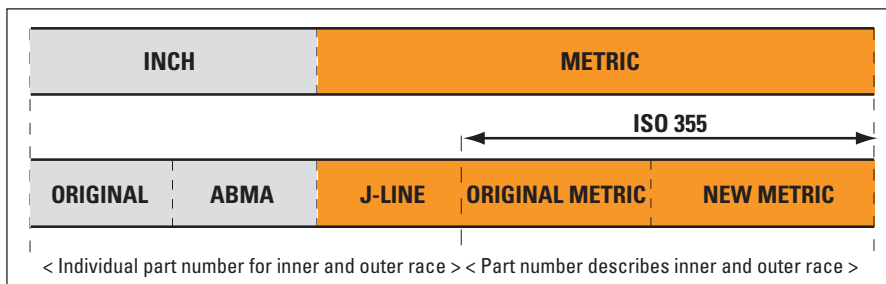 INCH METRIC
ISO 355
ORIGINAL ABMA J-LINE ORIGINAL METRIC NEW METRIC
< Individual part number for inner and outer race > < Part number describes inner and outer race >